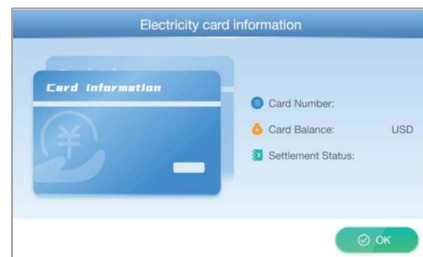 Electricity card information
Card Information
¥
Card Number:
Card Balance: USD
Settlement Status:
OK